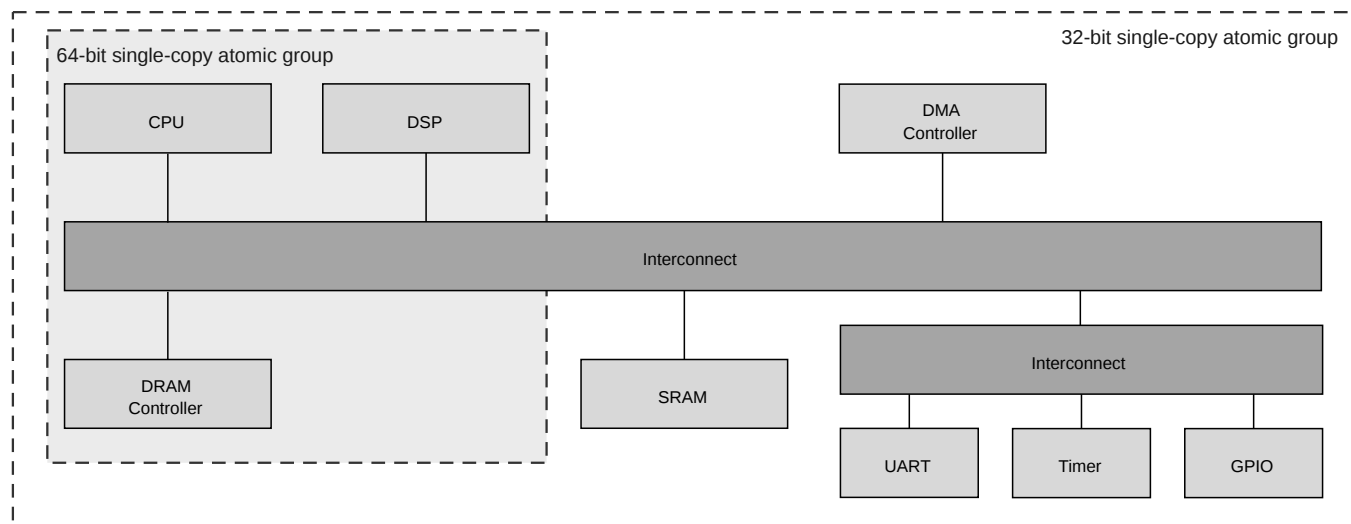 32-bit single-copy atomic group
64-bit single-copy atomic group
CPU
DSP
DMA
Controller
Interconnect
Interconnect
DRAM
Controller
SRAM
UART
Timer
GPIO